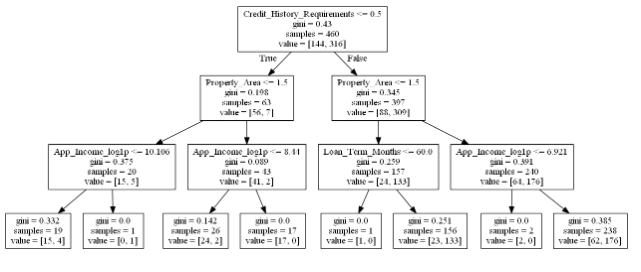 Credit_History_Requirements <= 0.5
gini = 0.43
samples = 460
value = [144, 316]
True
False
Property_Area <= 1.5
gini = 0.198
samples = 63
value = [56, 7]
Property_Area <= 1.5
gini = 0.345
samples = 397
value = [88, 309]
App_Income_log1p <= 10.106
gini = 0.375
samples = 20
value = [15, 5]
App_Income_log1p <= 8.44
gini = 0.089
samples = 43
value = [41, 2]
Loan_Term_Months <= 60.0
gini = 0.259
samples = 157
value = [24, 133]
App_Income_log1p <= 6.921
gini = 0.391
samples = 240
value = [64, 176]
gini = 0.332
samples = 19
value = [15, 4]
gini = 0.0
samples = 1
value = [0, 1]
gini = 0.142
samples = 26
value = [24, 2]
gini = 0.0
samples = 17
value = [17, 0]
gini = 0.0
samples = 1
value = [1, 0]
gini = 0.251
samples = 156
value = [23, 133]
gini = 0.0
samples = 2
value = [2, 0]
gini = 0.385
samples = 238
value = [62, 176]